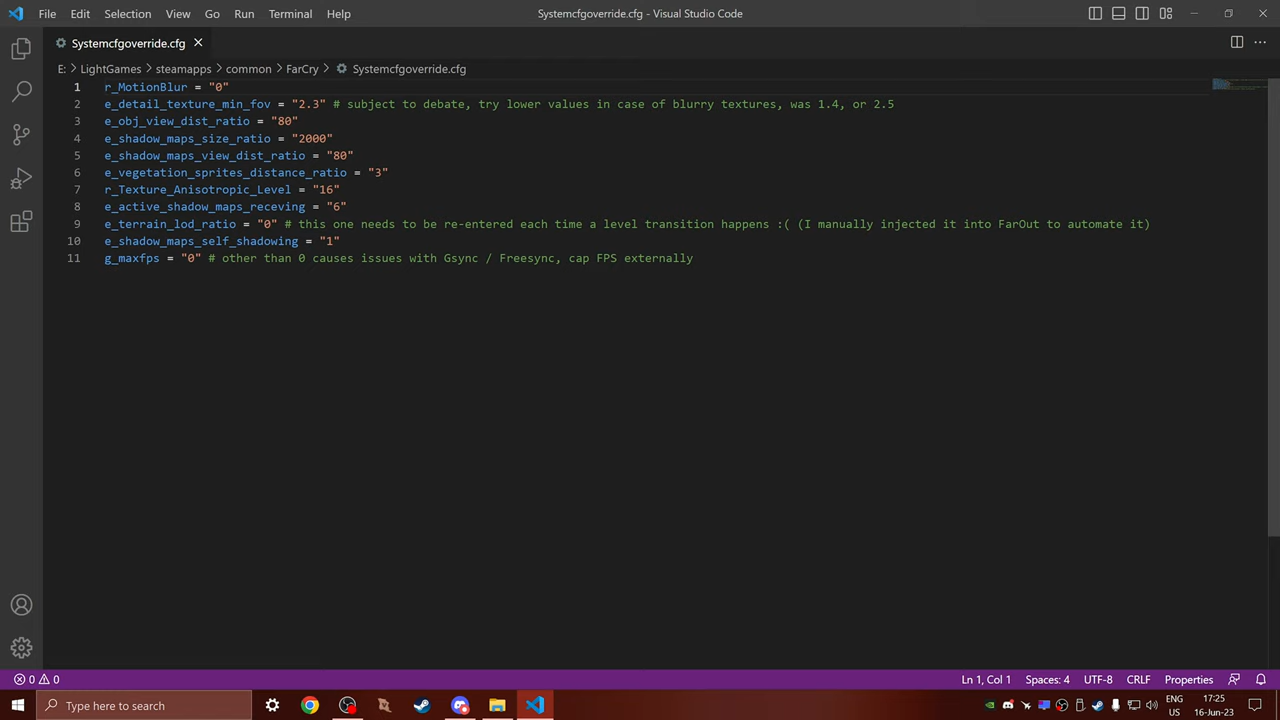 File Edit Selection View Go Run Terminal Help
Systemcfgoverride.cfg - Visual Studio Code
Systemcfgoverride.cfg
E: > LightGames > steamapps > common > FarCry > Systemcfgoverride.cfg
1 r_MotionBlur = "0"
2 e_detail_texture_min_fov = "2.3" # subject to debate, try lower values in case of blurry textures, was 1.4, or 2.5
3 e_obj_view_dist_ratio = "80"
4 e_shadow_maps_size_ratio = "2000"
5 e_shadow_maps_view_dist_ratio = "80"
6 e_vegetation_sprites_distance_ratio = "3"
7 r_Texture_Anisotropic_Level = "16"
8 e_active_shadow_maps_receving = "6"
9 e_terrain_lod_ratio = "0" # this one needs to be re-entered each time a level transition happens :( (I manually injected it into FarOut to automate it)
10 e_shadow_maps_self_shadowing = "1"
11 g_maxfps = "0" # other than 0 causes issues with Gsync / Freesync, cap FPS externally
0 0
Ln 1, Col 1 Spaces: 4 UTF-8 CRLF Properties
Type here to search
ENG
US
17:25
16-Jun-23